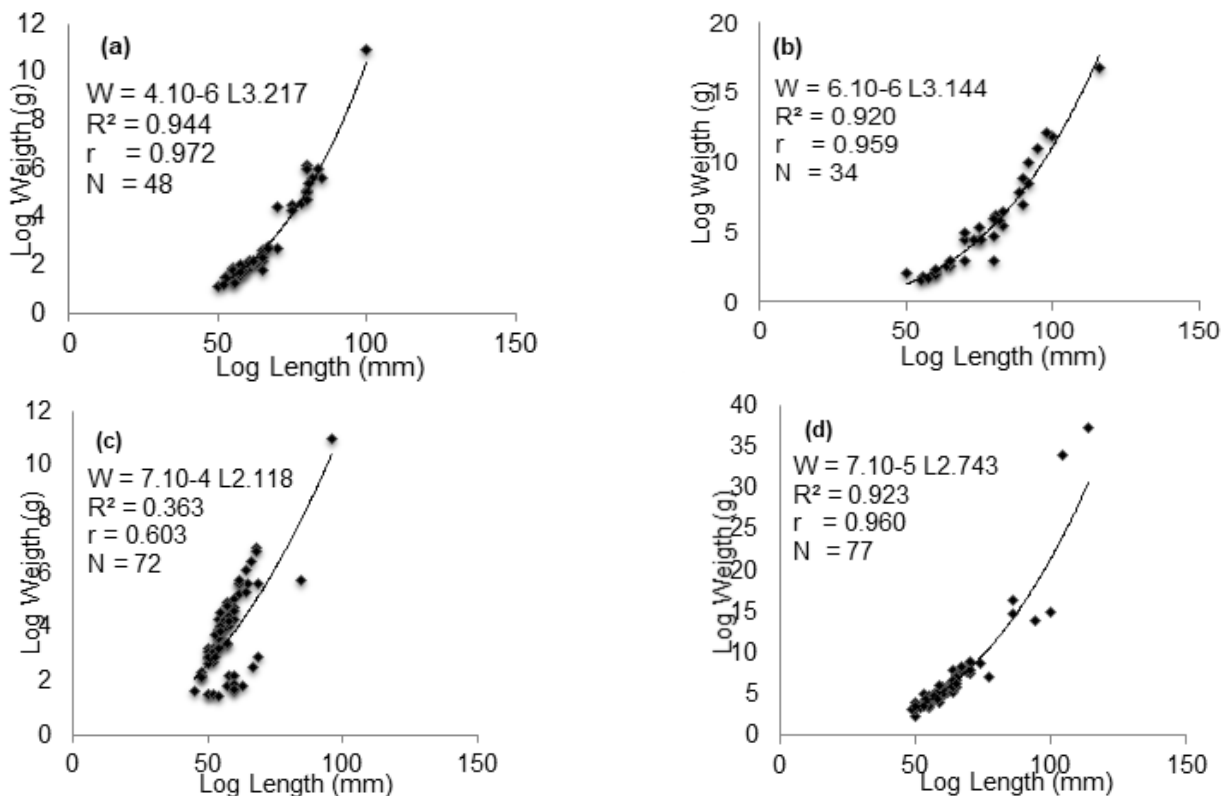 (a)
W = 4.10-6 L3.217
R² = 0.944
r = 0.972
N = 48
Log Weigth (g)
12
10
8
6
4
2
0
0 50 100 150
Log Length (mm)
(b)
W = 6.10-6 L3.144
R² = 0.920
r = 0.959
N = 34
Log Weigth (g)
20
15
10
5
0
0 50 100 150
Log Length (mm)
(c)
W = 7.10-4 L2.118
R² = 0.363
r = 0.603
N = 72
Log Weigth (g)
12
10
8
6
4
2
0
0 50 100 150
Log Length (mm)
(d)
W = 7.10-5 L2.743
R² = 0.923
r = 0.960
N = 77
Log Weigth (g)
40
35
30
25
20
15
10
5
0
0 50 100 150
Log Length (mm)